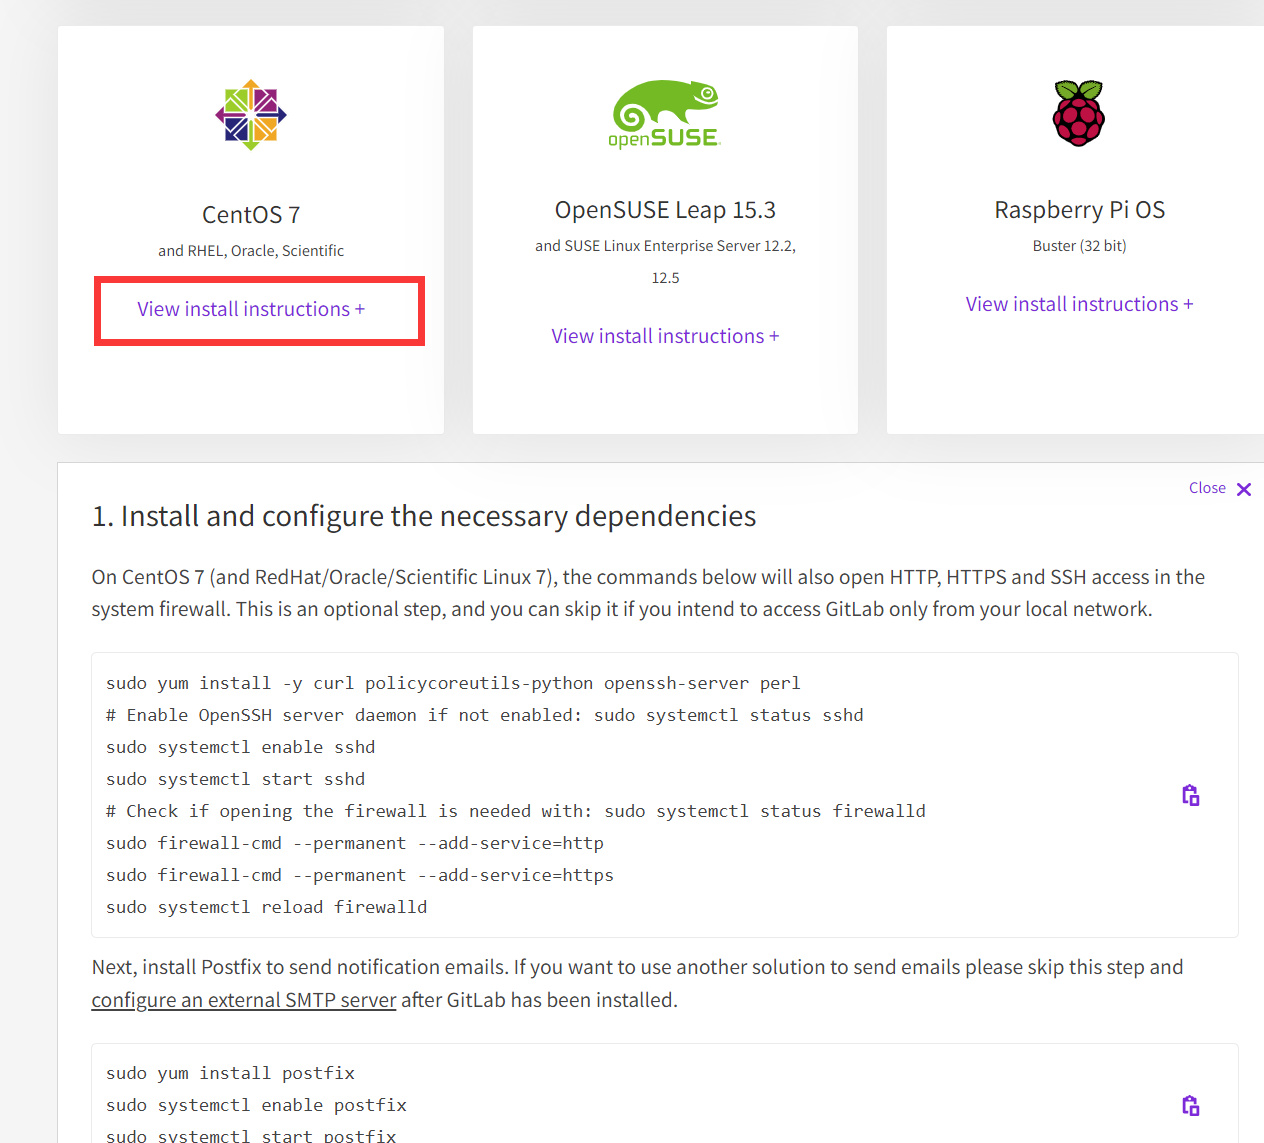 openSUSE
CentOS 7
OpenSUSE Leap 15.3
Raspberry Pi OS
and RHEL, Oracle, Scientific
and SUSE Linux Enterprise Server 12.2,
12.5
Buster (32 bit)
View install instructions +
View install instructions +
View install instructions +
Close
1. Install and configure the necessary dependencies
On CentOS 7 (and RedHat/Oracle/Scientific Linux 7), the commands below will also open HTTP, HTTPS and SSH access in the
system firewall. This is an optional step, and you can skip it if you intend to access GitLab only from your local network.
sudo yum install -y curl policycoreutils-python openssh-server perl
# Enable OpenSSH server daemon if not enabled: sudo systemctl status sshd
sudo systemctl enable sshd
sudo systemctl start sshd
# Check if opening the firewall is needed with: sudo systemctl status firewalld
sudo firewall-cmd --permanent --add-service=http
sudo firewall-cmd --permanent --add-service=https
sudo systemctl reload firewalld
Next, install Postfix to send notification emails. If you want to use another solution to send emails please skip this step and
configure an external SMTP server after GitLab has been installed.
sudo yum install postfix
sudo systemctl enable postfix
sudo systemctl start postfix